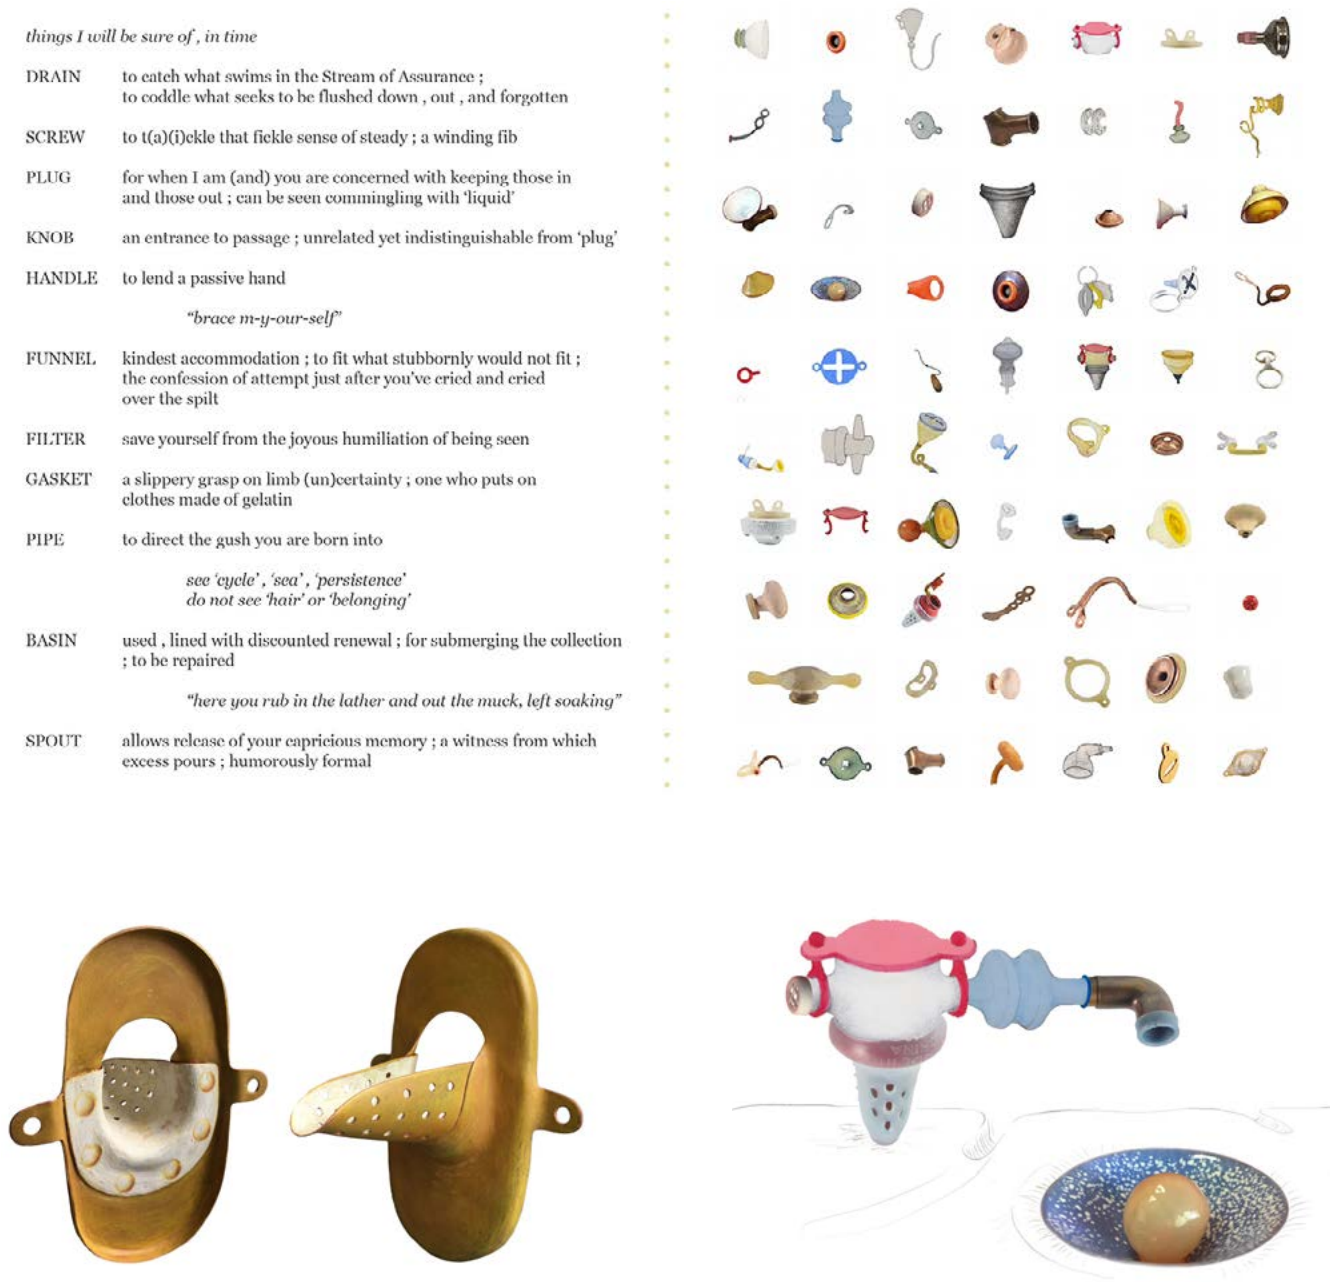 things I will be sure of , in time
DRAIN to catch what swims in the Stream of Assurance ;
to coddle what seeks to be flushed down , out , and forgotten
SCREW to t(a)(i)ckle that fickle sense of steady ; a winding fib
PLUG for when I am (and) you are concerned with keeping those in
and those out ; can be seen commingling with ‘liquid’
KNOB an entrance to passage ; unrelated yet indistinguishable from ‘plug’
HANDLE to lend a passive hand
“brace m-y-our-self”
FUNNEL kindest accommodation ; to fit what stubbornly would not fit ;
the confession of attempt just after you’ve cried and cried
over the spilt
FILTER save yourself from the joyous humiliation of being seen
GASKET a slippery grasp on limb (un)certainty ; one who puts on
clothes made of gelatin
PIPE to direct the gush you are born into
see ‘cycle’ , ‘sea’ , ‘persistence’
do not see ‘hair’ or ‘belonging’
BASIN used , lined with discounted renewal ; for submerging the collection
; to be repaired
“here you rub in the lather and out the muck, left soaking”
SPOUT allows release of your capricious memory ; a witness from which
excess pours ; humorously formal